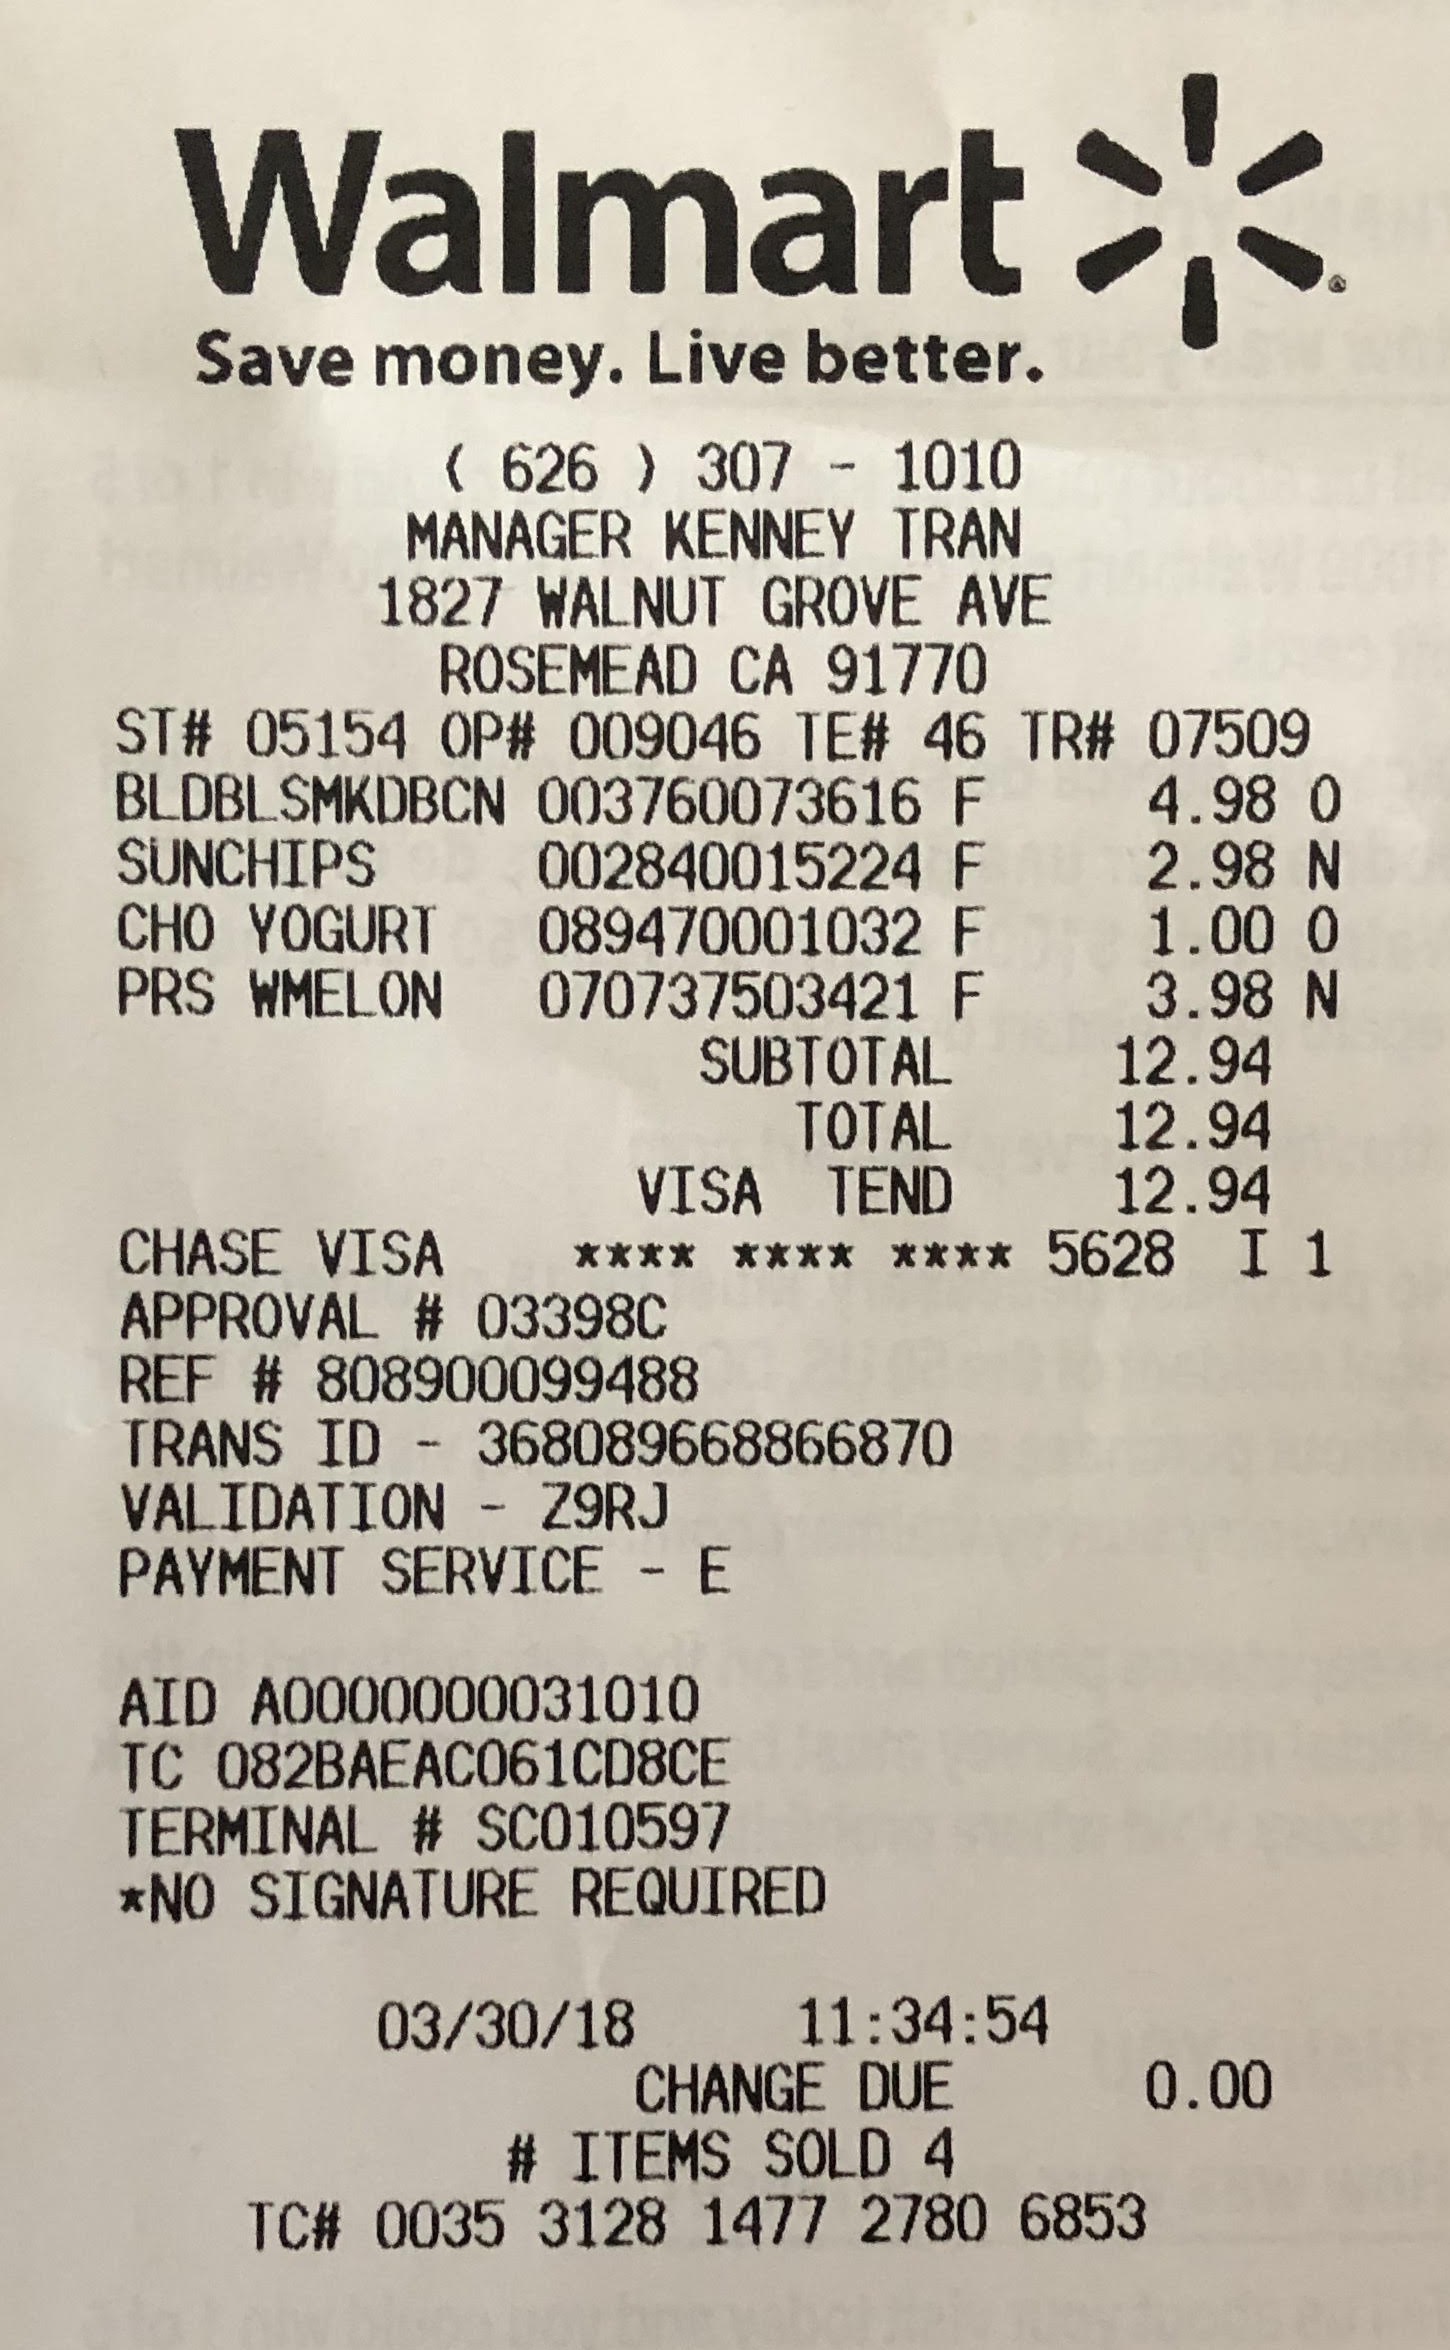 Walmart
Save money. Live better.
( 626 ) 307 - 1010
MANAGER KENNEY TRAN
1827 WALNUT GROVE AVE
ROSEMEAD CA 91770
ST# 05154 OP# 009046 TE# 46 TR# 07509
BLDBLSMKDBCN 003760073616 F 4.98 O
SUNCHIPS 002840015224 F 2.98 N
CHO YOGURT 089470001032 F 1.00 O
PRS WMELON 070737503421 F 3.98 N
SUBTOTAL 12.94
TOTAL 12.94
VISA TEND 12.94
CHASE VISA **** **** **** 5628 I 1
APPROVAL # 03398C
REF # 808900099488
TRANS ID - 368089668866870
VALIDATION - Z9RJ
PAYMENT SERVICE - E
AID A0000000031010
TC 082BAEAC061CD8CE
TERMINAL # SC010597
*NO SIGNATURE REQUIRED
03/30/18 11:34:54
CHANGE DUE 0.00
# ITEMS SOLD 4
TC# 0035 3128 1477 2780 6853